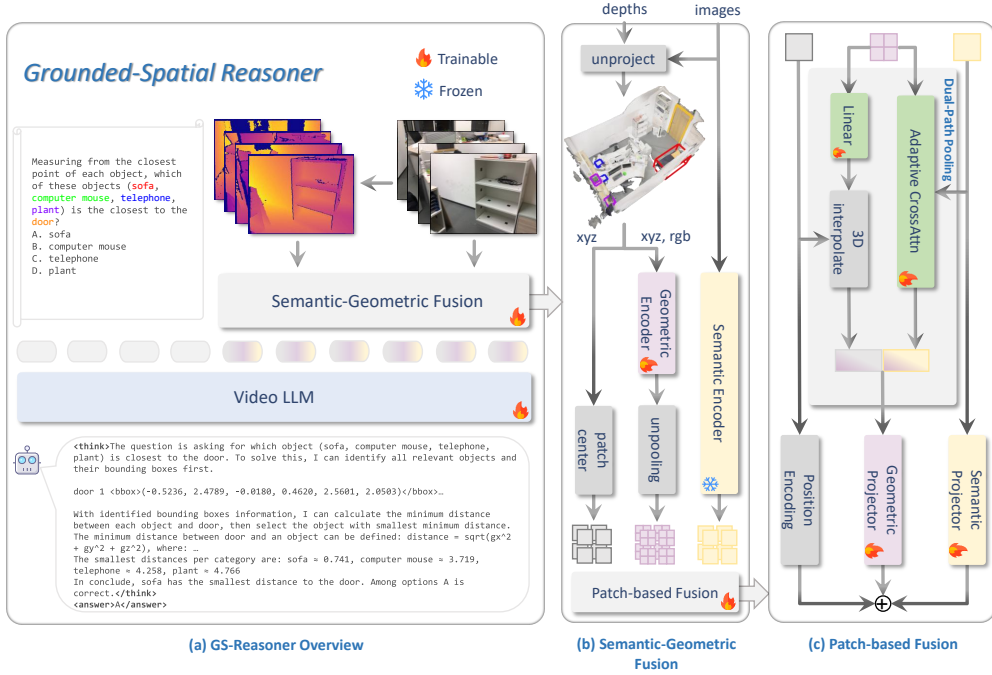 Grounded-Spatial Reasoner
Trainable
Frozen
Measuring from the closest
point of each object, which
of these objects (sofa,
computer mouse, telephone,
plant) is the closest to the
door?
A. sofa
B. computer mouse
C. telephone
D. plant
Semantic-Geometric Fusion
Video LLM
<think>The question is asking for which object (sofa, computer mouse, telephone,
plant) is closest to the door. To solve this, I can identify all relevant objects and
their bounding boxes first.
door 1 <bbox>(-0.5236, 2.4789, -0.0180, 0.4620, 2.5601, 2.0503)</bbox>…
With identified bounding boxes information, I can calculate the minimum distance
between each object and door, then select the object with smallest minimum distance.
The minimum distance between door and an object can be defined: distance = sqrt(gx^2
+ gy^2 + gz^2), where: …
The smallest distances per category are: sofa ≈ 0.741, computer mouse ≈ 3.719,
telephone ≈ 4.258, plant ≈ 4.766
In conclude, sofa has the smallest distance to the door. Among options A is
correct.</think>
<answer>A</answer>
(a) GS-Reasoner Overview
depths
images
unproject
xyz
xyz, rgb
Geometric
Encoder
Semantic Encoder
patch
center
unpooling
Patch-based Fusion
(b) Semantic-Geometric
Fusion
Dual-Path Pooling
Linear
Adaptive CrossAttn
3D
interpolate
Position
Encoding
Geometric
Projector
Semantic
Projector
(c) Patch-based Fusion